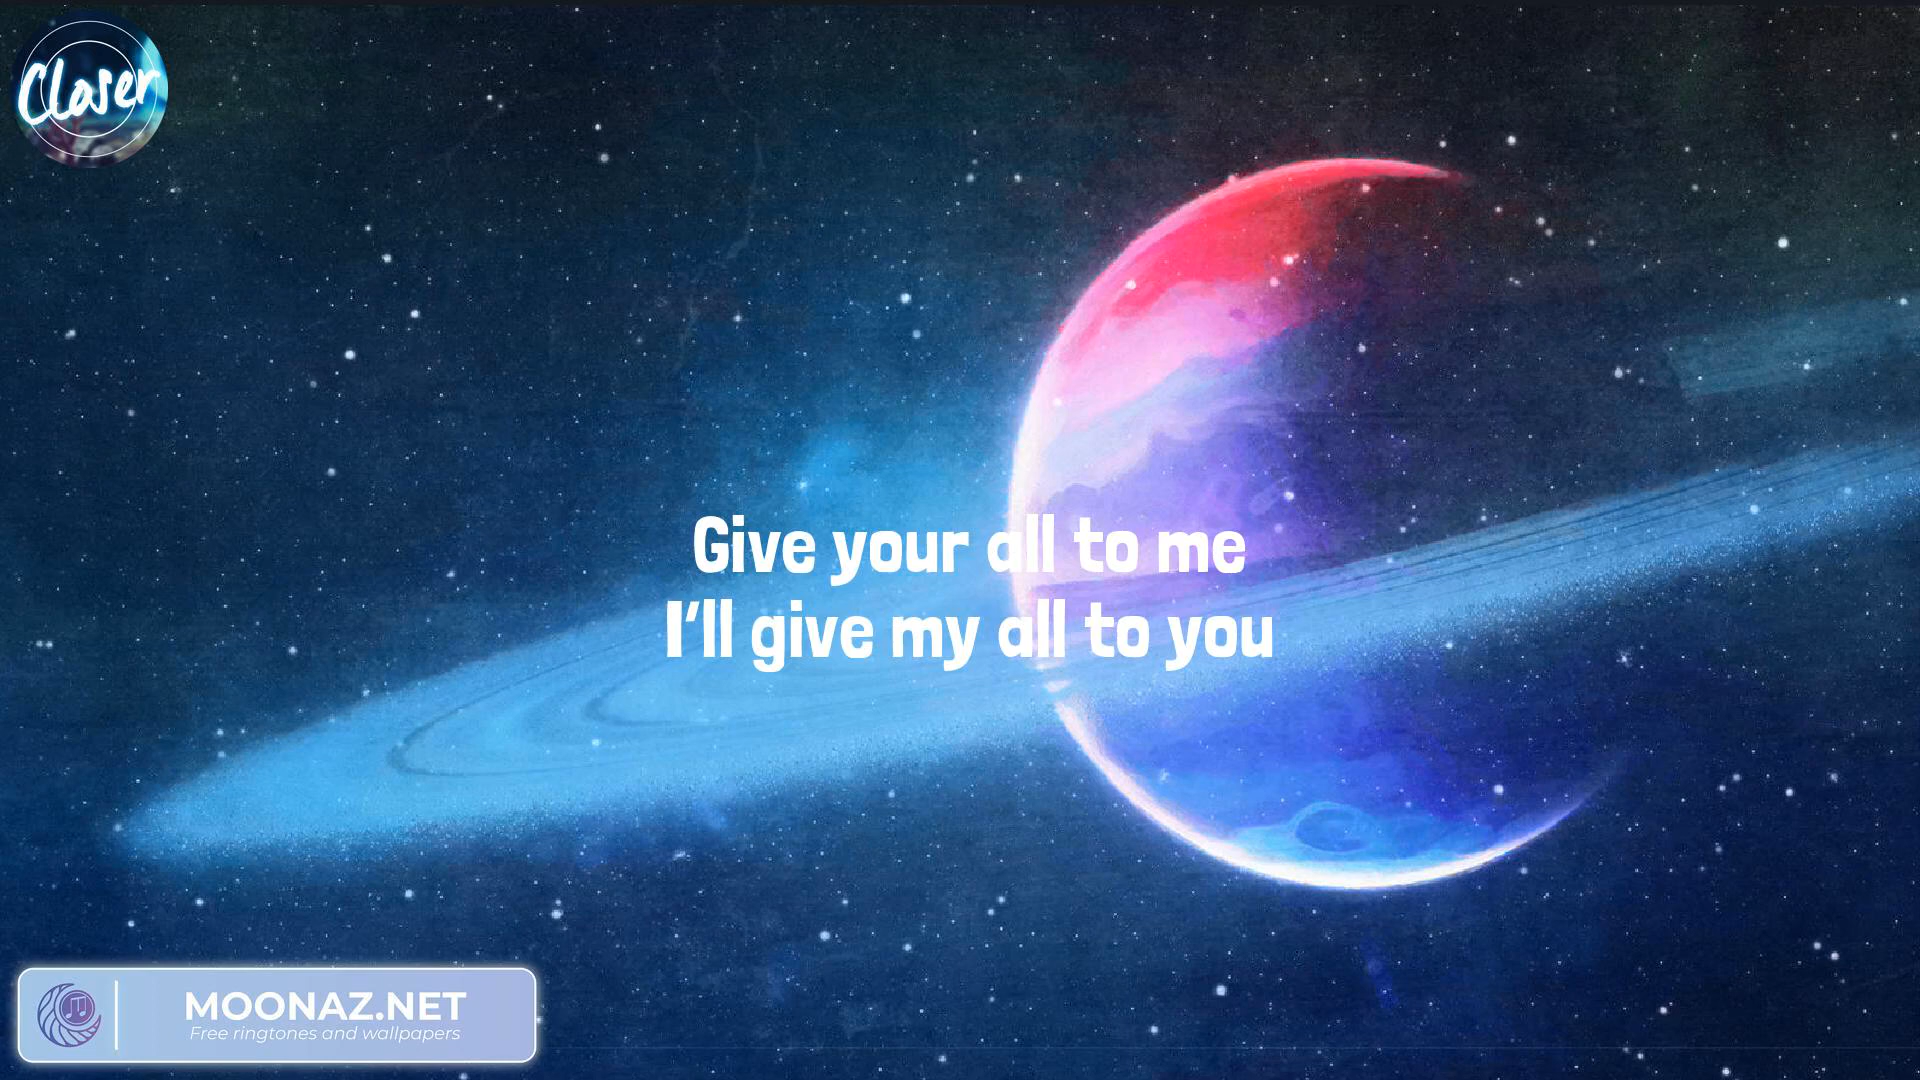 Closer
Give your all to me
I'll give my all to you
MOONAZ.NET
Free ringtones and wallpapers